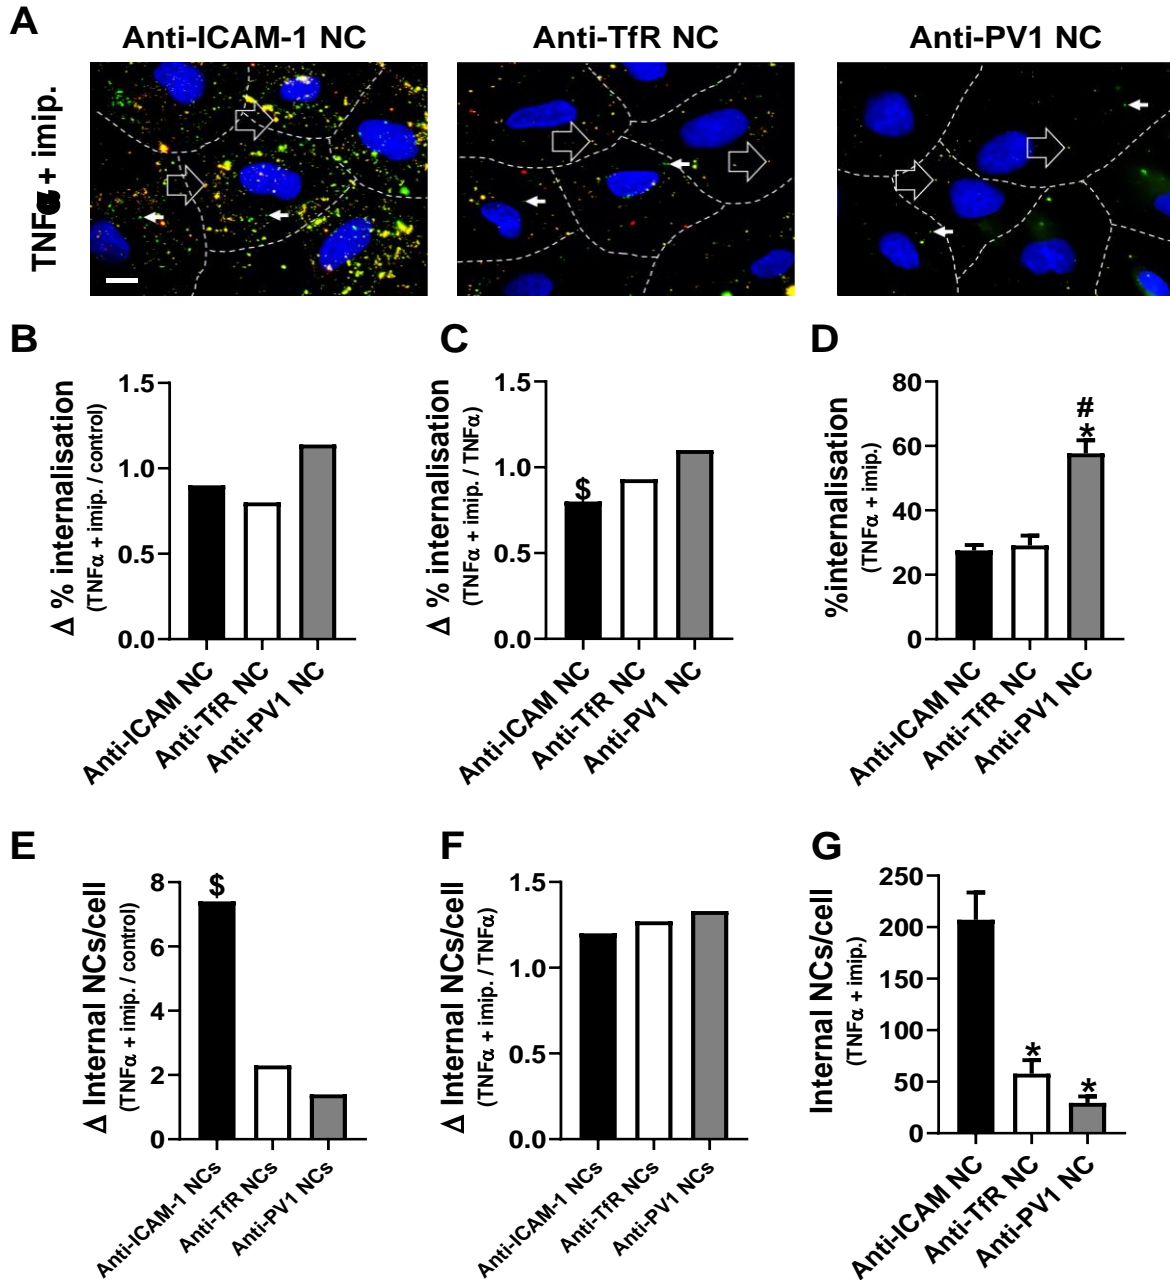 A
Anti-ICAM-1 NC
Anti-TfR NC
Anti-PV1 NC
TNFα + imip.
B
Δ % internalisation
(TNFα + imip. / control)
1.5
1.0
0.5
0.0
Anti-ICAM NC
Anti-TfR NC
Anti-PV1 NC
C
Δ % internalisation
(TNFα + imip. / TNFα)
1.5
1.0
0.5
0.0
$
Anti-ICAM NC
Anti-TfR NC
Anti-PV1 NC
D
%internalisation
(TNFα + imip.)
80
60
40
20
0
#
*
Anti-ICAM NC
Anti-TfR NC
Anti-PV1 NC
E
Δ Internal NCs/cell
(TNFα + imip. / control)
8
6
4
2
0
$
Anti-ICAM-1 NCs
Anti-TfR NCs
Anti-PV1 NCs
F
Δ Internal NCs/cell
(TNFα + imip. / TNFα)
1.5
1.0
0.5
0.0
Anti-ICAM-1 NCs
Anti-TfR NCs
Anti-PV1 NCs
G
Internal NCs/cell
(TNFα + imip.)
250
200
150
100
50
0
*
*
Anti-ICAM NC
Anti-TfR NC
Anti-PV1 NC